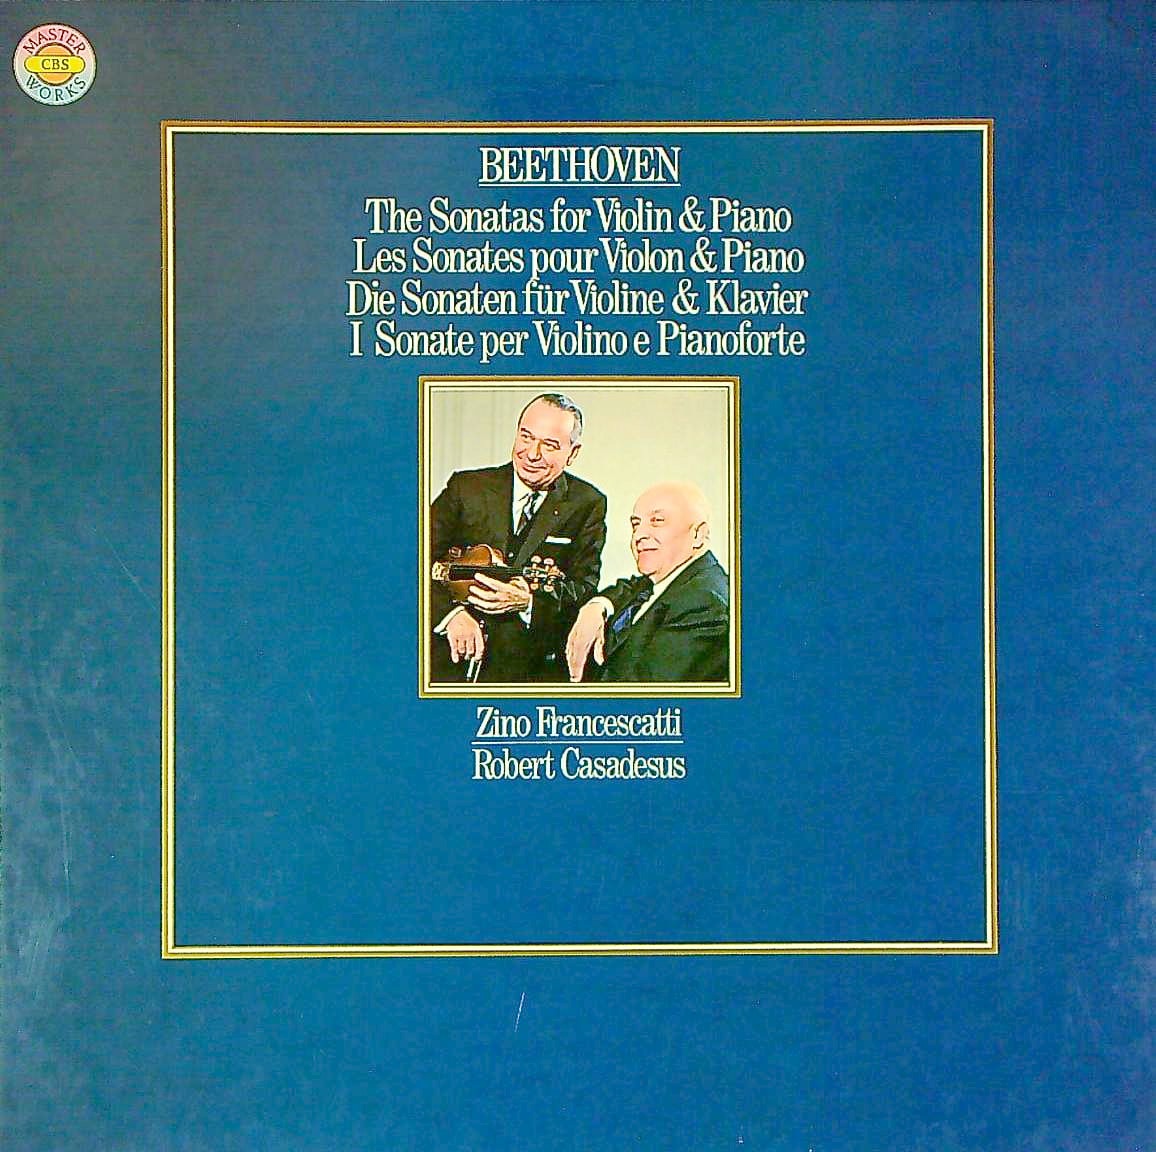 MASTER
CBS
WORKS
BEETHOVEN
The Sonatas for Violin & Piano
Les Sonates pour Violon & Piano
Die Sonaten für Violine & Klavier
I Sonate per Violino e Pianoforte
Zino Francescatti
Robert Casadesus